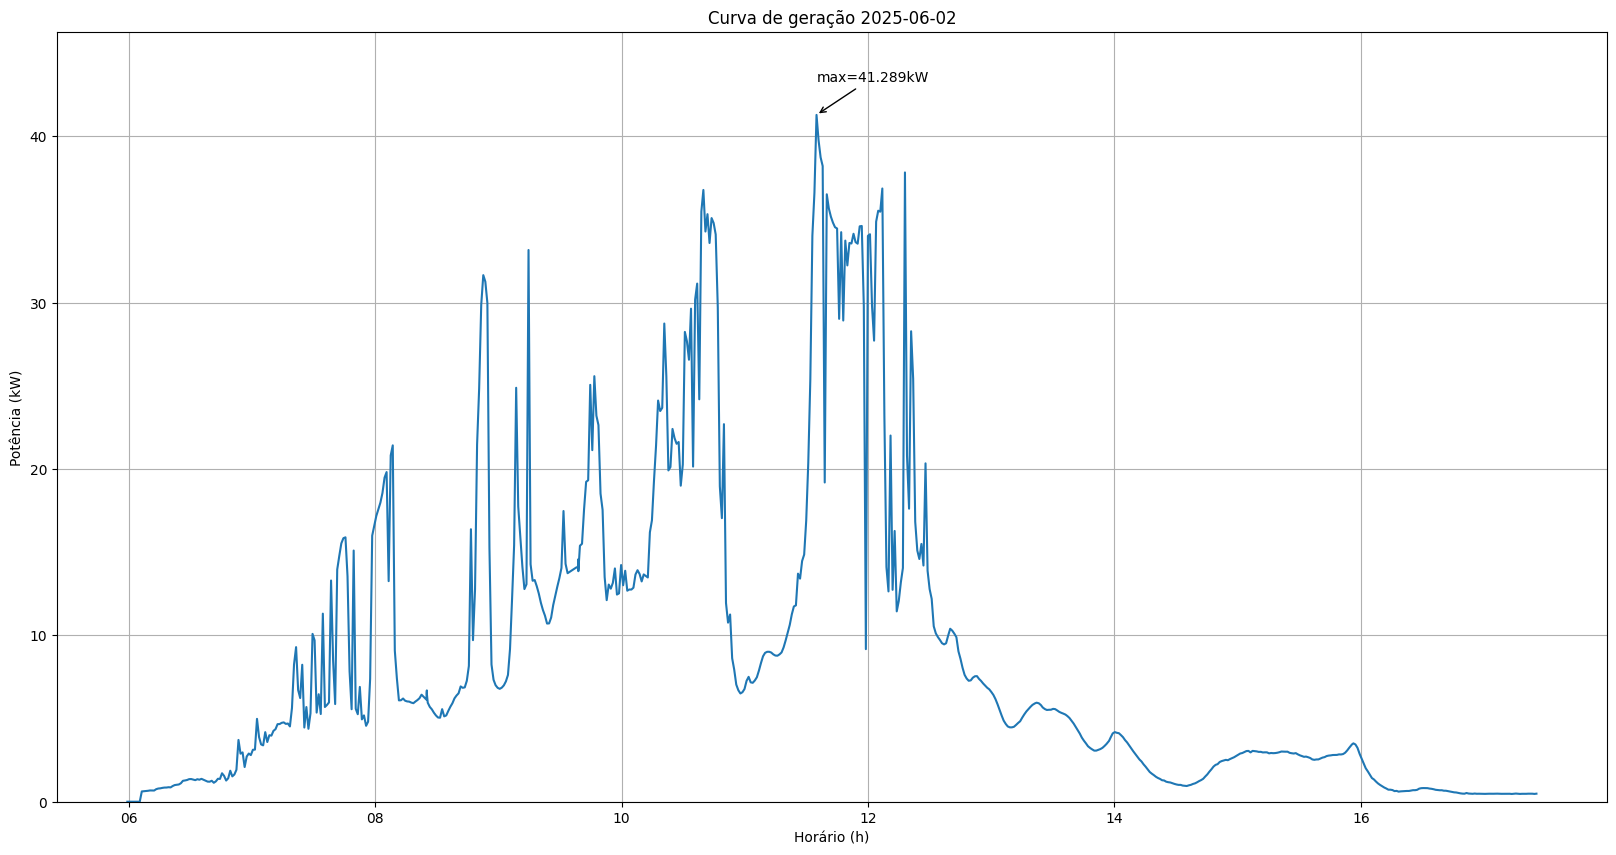 Curva de geração 2025-06-02
max=41.289kW
Potência (kW)
40
30
20
10
0
06 08 10 12 14 16
Horário (h)